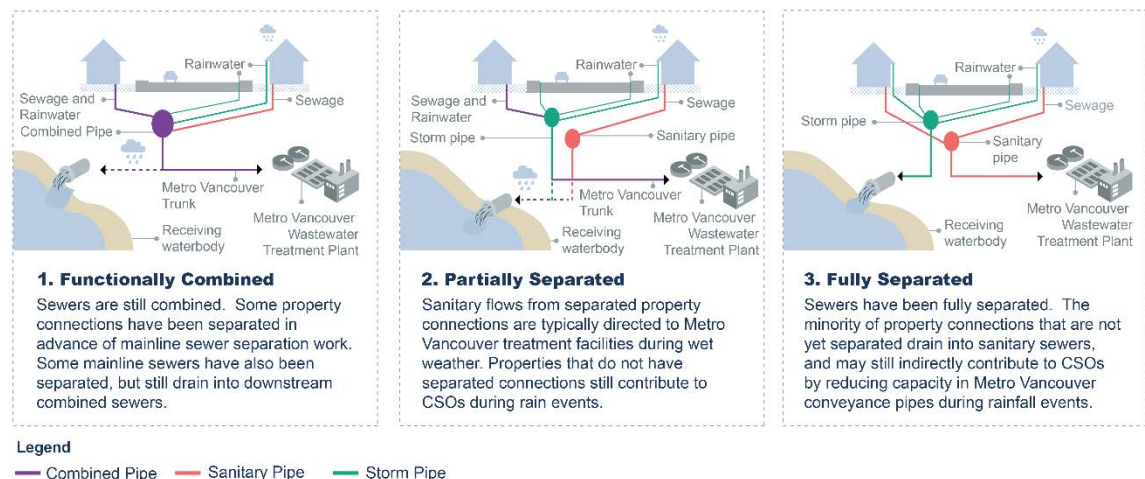 Rainwater
Sewage and
Rainwater
Combined Pipe
Sewage
Metro Vancouver
Trunk
Receiving
waterbody
Metro Vancouver
Wastewater
Treatment Plant
1. Functionally Combined
Sewers are still combined.  Some property
connections have been separated in
advance of mainline sewer separation work.
Some mainline sewers have also been
separated, but still drain into downstream
combined sewers.
Rainwater
Sewage and
Rainwater
Sewage
Storm pipe
Sanitary pipe
Metro Vancouver
Trunk
Receiving
waterbody
Metro Vancouver
Wastewater
Treatment Plant
2. Partially Separated
Sanitary flows from separated property
connections are typically directed to Metro
Vancouver treatment facilities during wet
weather. Properties that do not have
separated connections still contribute to
CSOs during rain events.
Rainwater
Sewage
Storm pipe
Sanitary
pipe
Receiving
waterbody
Metro Vancouver
Wastewater
Treatment Plant
3. Fully Separated
Sewers have been fully separated.  The
minority of property connections that are not
yet separated drain into sanitary sewers,
and may still indirectly contribute to CSOs
by reducing capacity in Metro Vancouver
conveyance pipes during rainfall events.
Legend
Combined Pipe
Sanitary Pipe
Storm Pipe